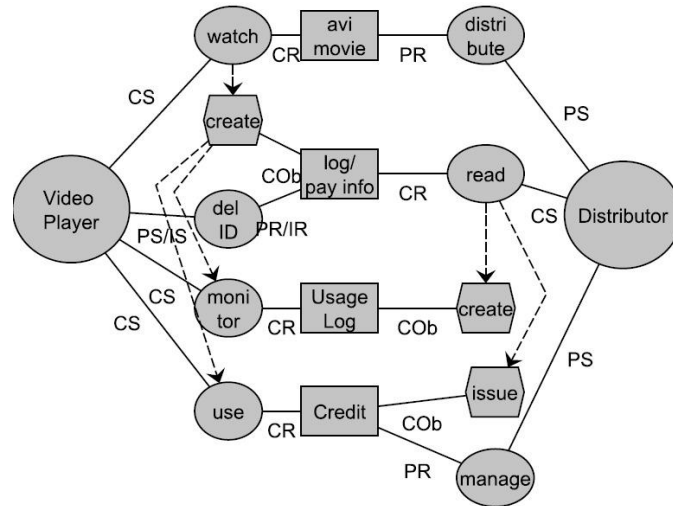 watch
CR
avi
movie
PR
distri
bute
CS
PS
create
COb
log/
pay info
CR
read
CS
Video
Player
del
ID
PS/IS
PR/IR
Distributor
CS
moni
tor
CR
Usage
Log
COb
create
CS
PS
use
CR
Credit
COb
issue
PR
manage